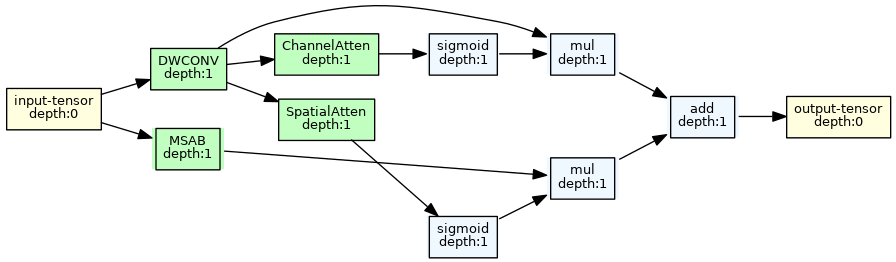 input-tensor
depth:0
DWCONV
depth:1
MSAB
depth:1
ChannelAtten
depth:1
SpatialAtten
depth:1
sigmoid
depth:1
sigmoid
depth:1
mul
depth:1
mul
depth:1
add
depth:1
output-tensor
depth:0